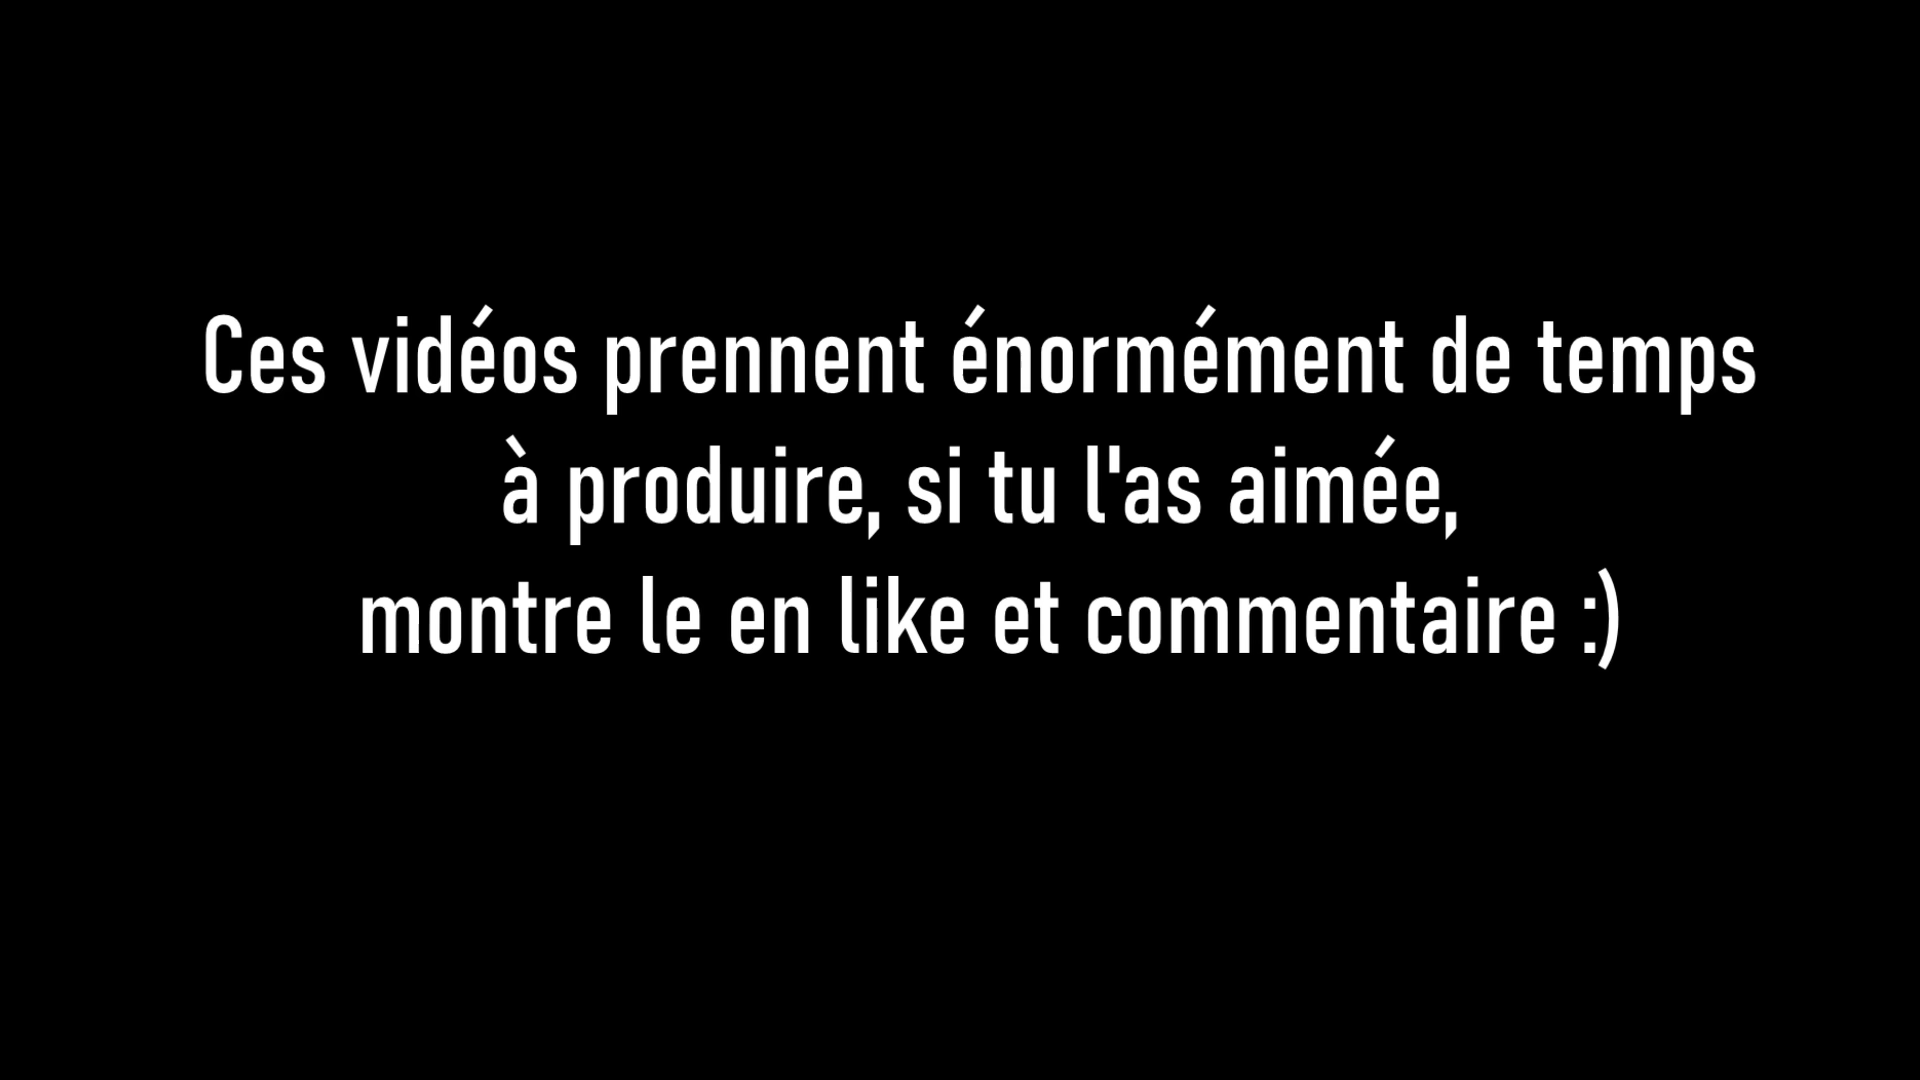 Ces vidéos prennent énormément de temps
à produire, si tu l'as aimée,
montre le en like et commentaire :)